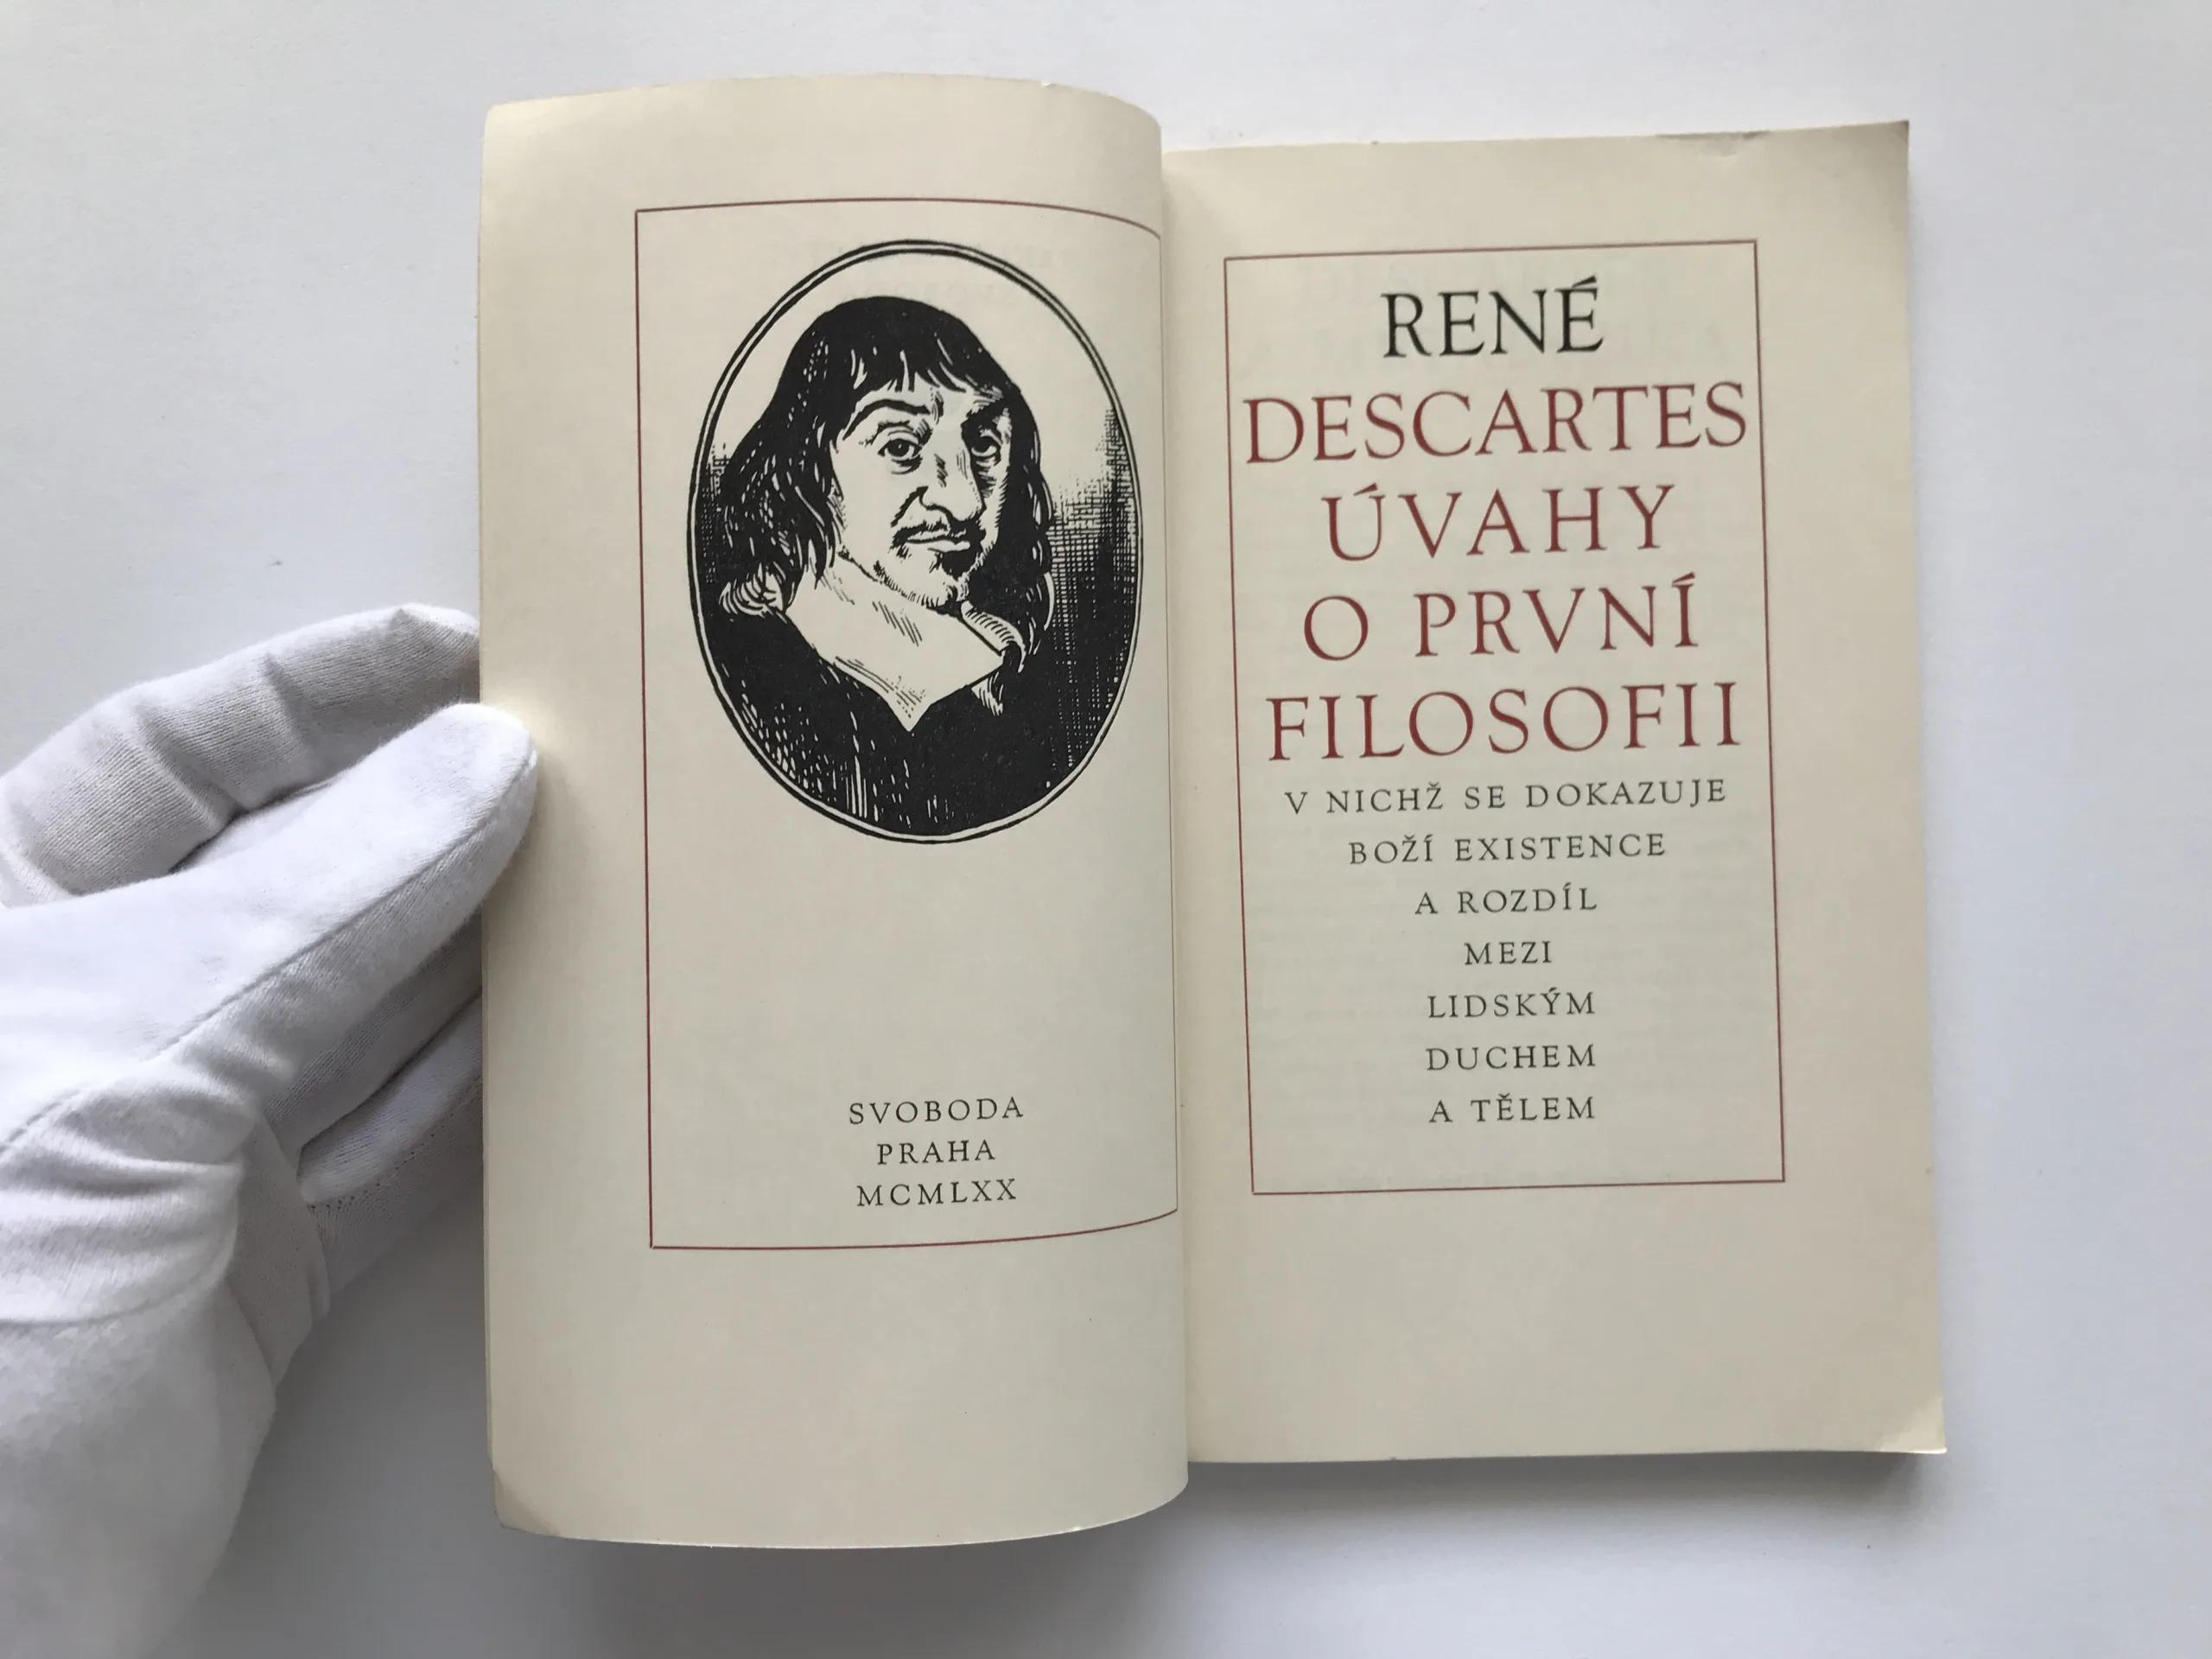 SVOBODA
PRAHA
MCMLXX
RENÉ
DESCARTES
ÚVAHY
O PRVNÍ
FILOSOFII
V NICHŽ SE DOKAZUJE
BOŽÍ EXISTENCE
A ROZDÍL
MEZI
LIDSKÝM
DUCHEM
A TĚLEM